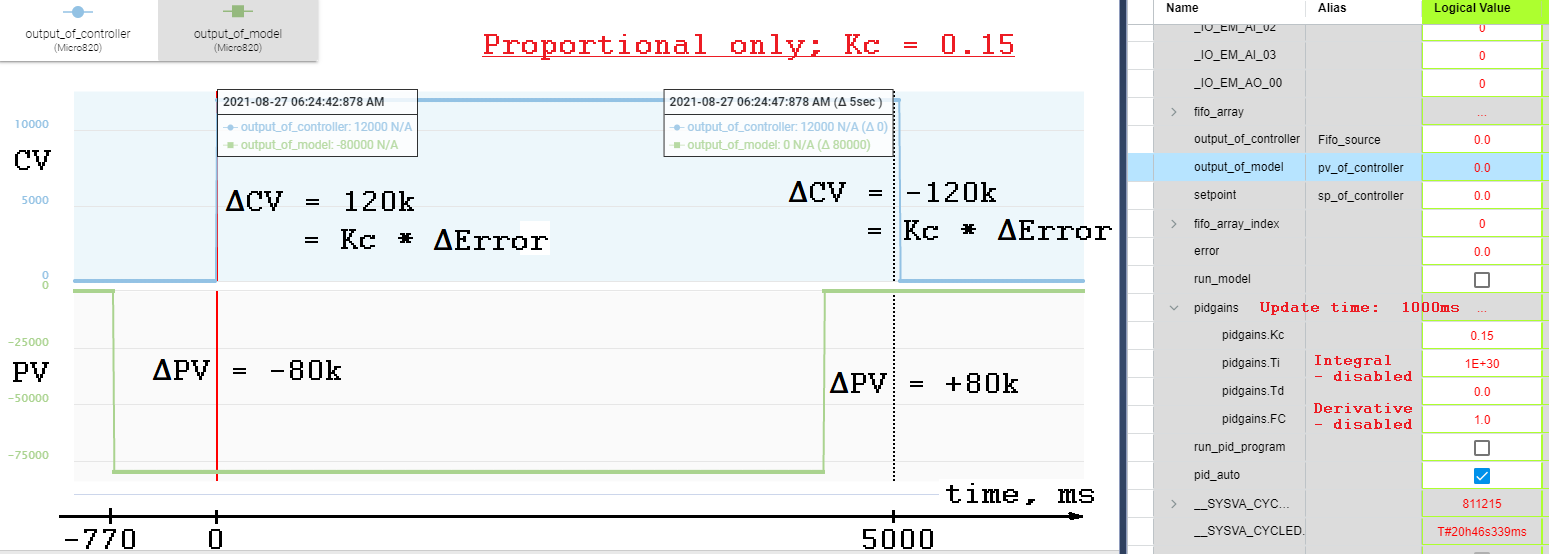 output_of_controller
(Micro820)
output_of_model
(Micro820)
Proportional only; Kc = 0.15
2021-08-27 06:24:42:878 AM
output_of_controller: 12000 N/A
output_of_model: -80000 N/A
2021-08-27 06:24:47:878 AM (Δ 5sec )
output_of_controller: 12000 N/A (Δ 0)
output_of_model: 0 N/A (Δ 80000)
10000
CV
5000
0
0
ΔCV = 120k
= Kc * ΔError
ΔCV = -120k
= Kc * ΔError
-25000
PV
-50000
-75000
ΔPV = -80k
ΔPV = +80k
time, ms
-770 0 5000
Name Alias Logical Value
_IO_EM_AI_02 0
_IO_EM_AI_03 0
_IO_EM_AO_00 0
fifo_array ...
output_of_controller Fifo_source 0.0
output_of_model pv_of_controller 0.0
setpoint sp_of_controller 0.0
fifo_array_index 0
error 0.0
run_model
pidgains Update time: 1000ms ...
pidgains.Kc 0.15
pidgains.Ti Integral 1E+30
- disabled
pidgains.Td 0.0
pidgains.FC Derivative 1.0
- disabled
run_pid_program
pid_auto
__SYSVA_CYC... 811215
__SYSVA_CYCLED. T#20h46s339ms